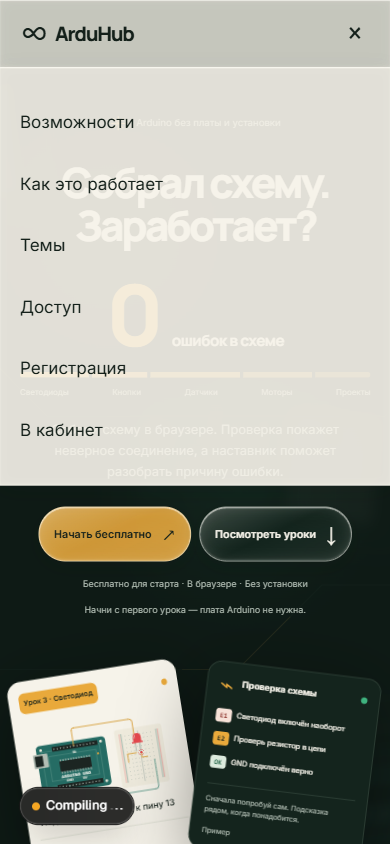 ArduHub
×
Возможности
Arduino без платы и установки
Как это работает
Собрал схему.
Заработает?
Темы
Доступ
0 ошибок в схеме
Регистрация
Светодиоды Кнопки Датчики Моторы Проекты
В кабинет
схему в браузере. Проверка покажет
неверное соединение, а наставник поможет
разобрать причину ошибки.
Начать бесплатно ↗
Посмотреть уроки ↓
Бесплатно для старта · В браузере · Без установки
Начни с первого урока — плата Arduino не нужна.
Урок 3 · Светодиод
ARDUINO UNO
к пину 13
Compiling ...
Проверка схемы
E1 Светодиод включён наоборот
E2 Проверь резистор в цепи
OK GND подключён верно
Сначала попробуй сам. Подсказка
рядом, когда понадобится.
Пример